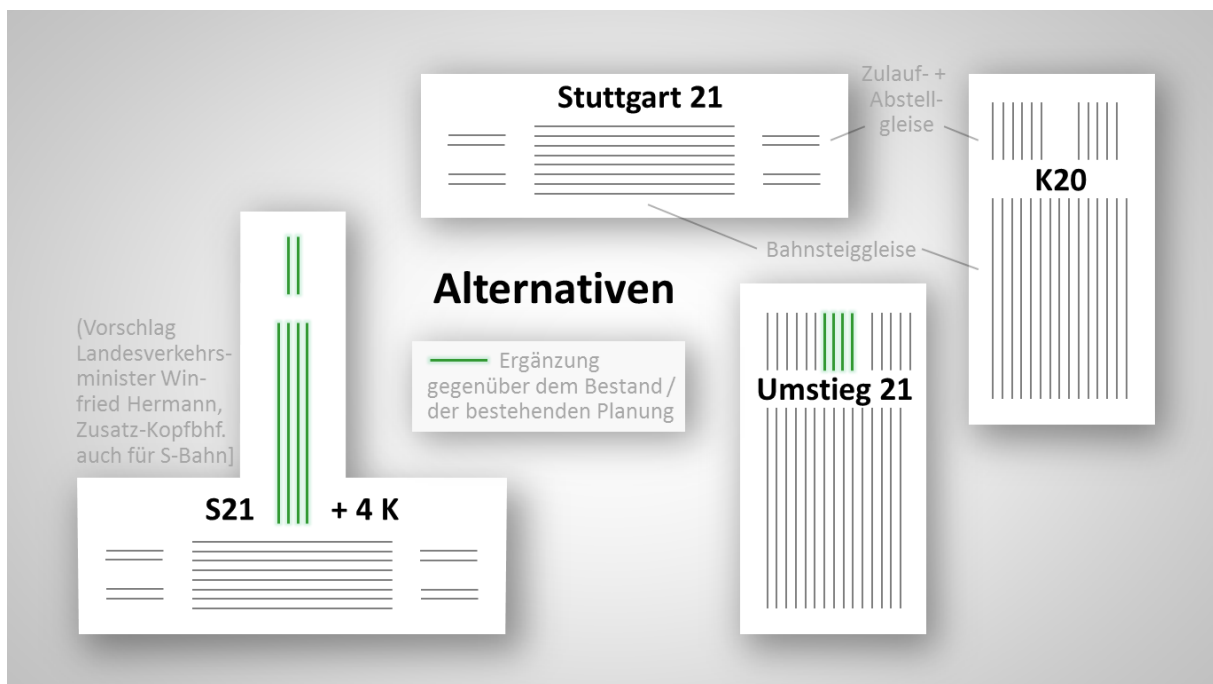 Stuttgart 21
Zulauf- +
Abstell-
gleise
K20
Bahnsteiggleise
Alternativen
Ergänzung
gegenüber dem Bestand /
der bestehenden Planung
(Vorschlag
Landesverkehrs-
minister Win-
fried Hermann,
Zusatz-Kopfbhf.
auch für S-Bahn]
Umstieg 21
S21 + 4 K